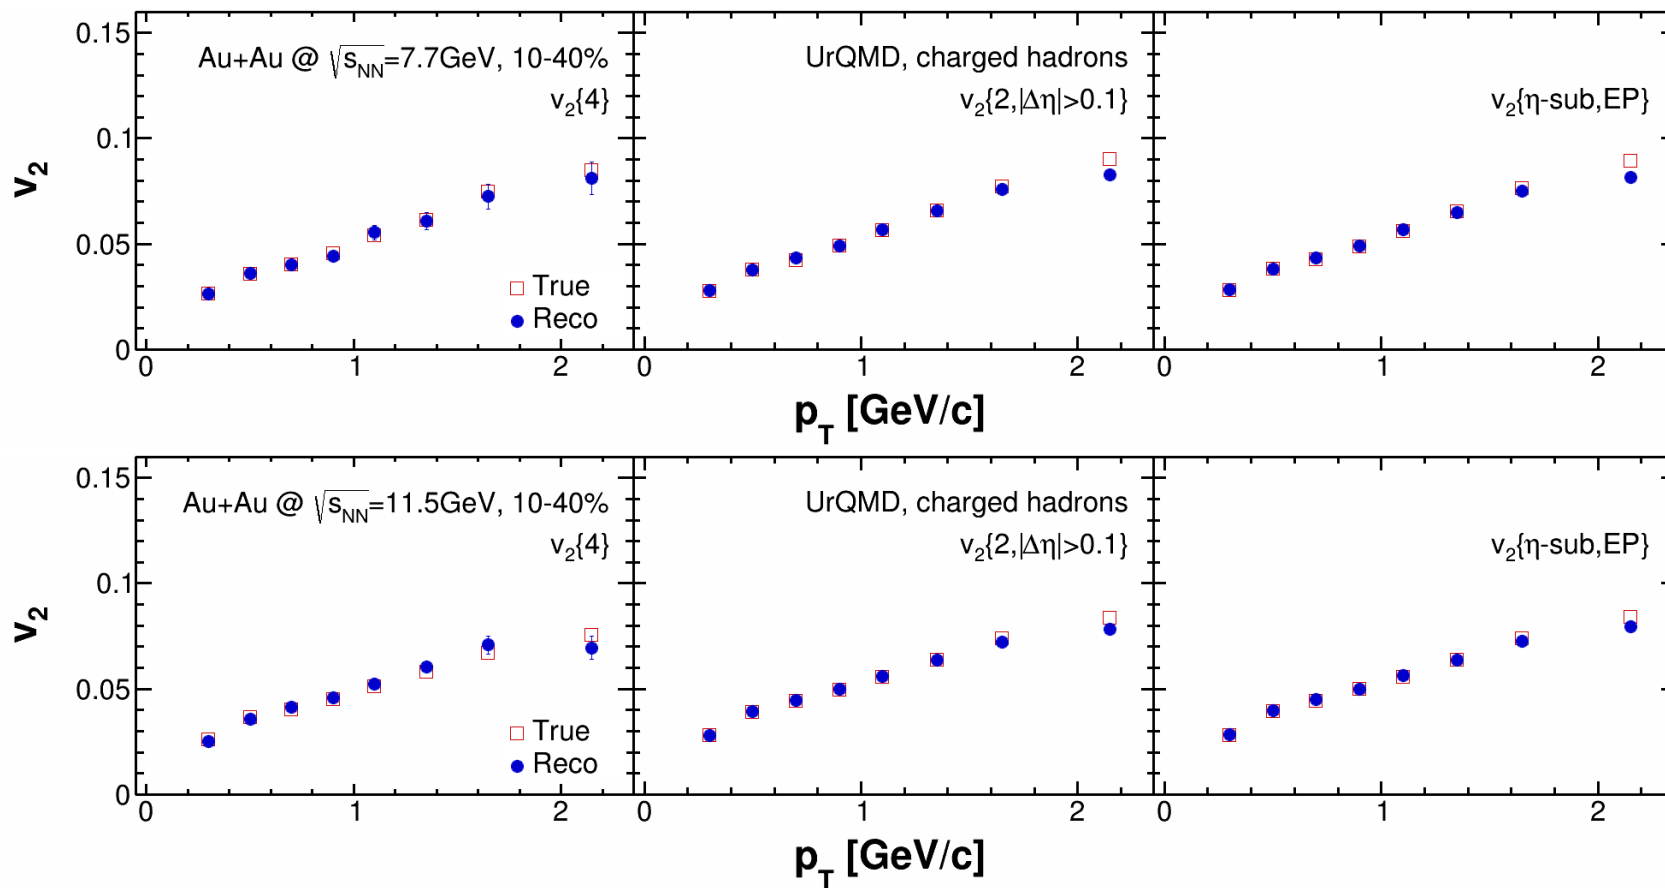 0.15
0.1
0.05
0
v2
Au+Au @ √sNN=7.7GeV, 10-40%
v2{4}
True
Reco
UrQMD, charged hadrons
v2{2,|Δη|>0.1}
v2{η-sub,EP}
0 1 2 0 1 2 0 1 2
pT [GeV/c]
0.15
0.1
0.05
0
v2
Au+Au @ √sNN=11.5GeV, 10-40%
v2{4}
True
Reco
UrQMD, charged hadrons
v2{2,|Δη|>0.1}
v2{η-sub,EP}
0 1 2 0 1 2 0 1 2
pT [GeV/c]